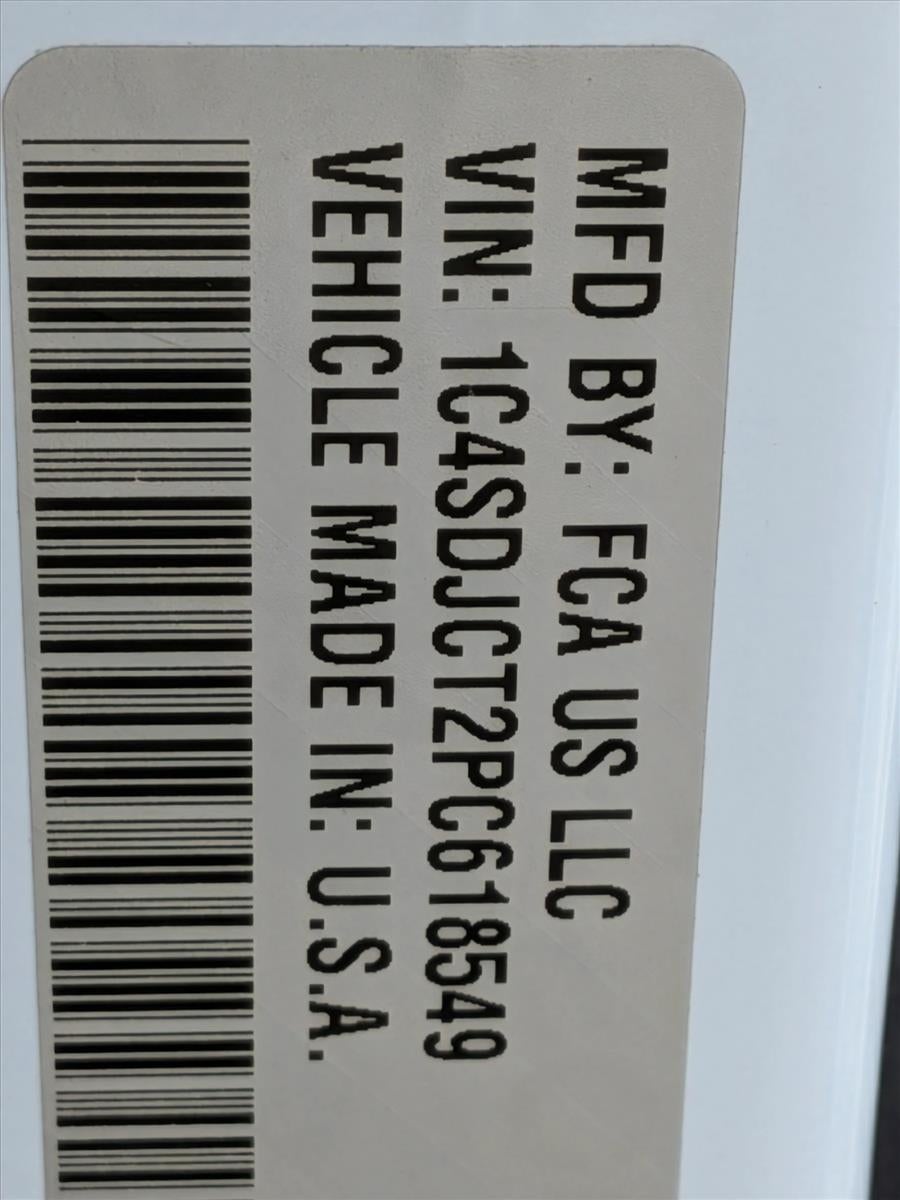 MFD BY: FCA US LLC
VIN: 1C4SDJCT2PC618549
VEHICLE MADE IN: U.S.A.